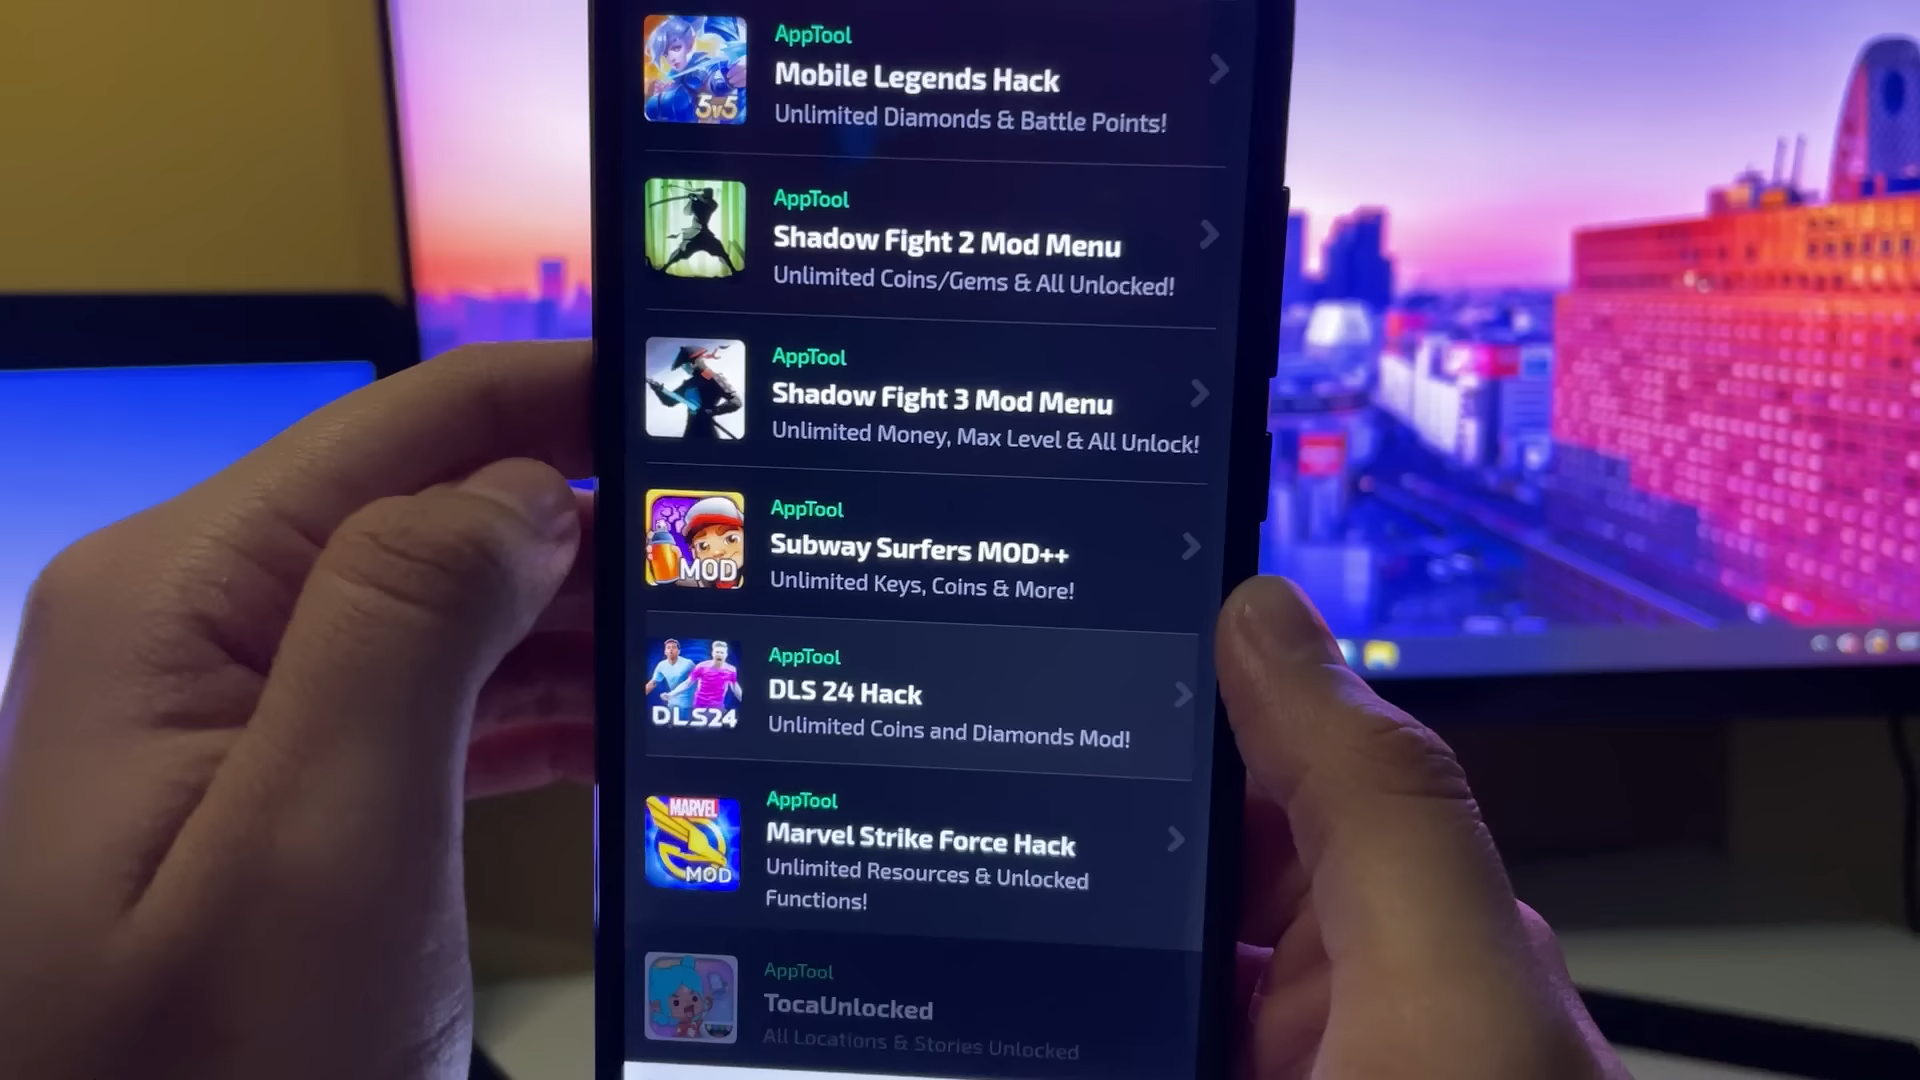 5v5
AppTool
Mobile Legends Hack
Unlimited Diamonds & Battle Points!
AppTool
Shadow Fight 2 Mod Menu
Unlimited Coins/Gems & All Unlocked!
AppTool
Shadow Fight 3 Mod Menu
Unlimited Money, Max Level & All Unlock!
MOD
AppTool
Subway Surfers MOD++
Unlimited Keys, Coins & More!
DLS24
AppTool
DLS 24 Hack
Unlimited Coins and Diamonds Mod!
MARVEL
MOD
AppTool
Marvel Strike Force Hack
Unlimited Resources & Unlocked
Functions!
AppTool
TocaUnlocked
All Locations & Stories Unlocked